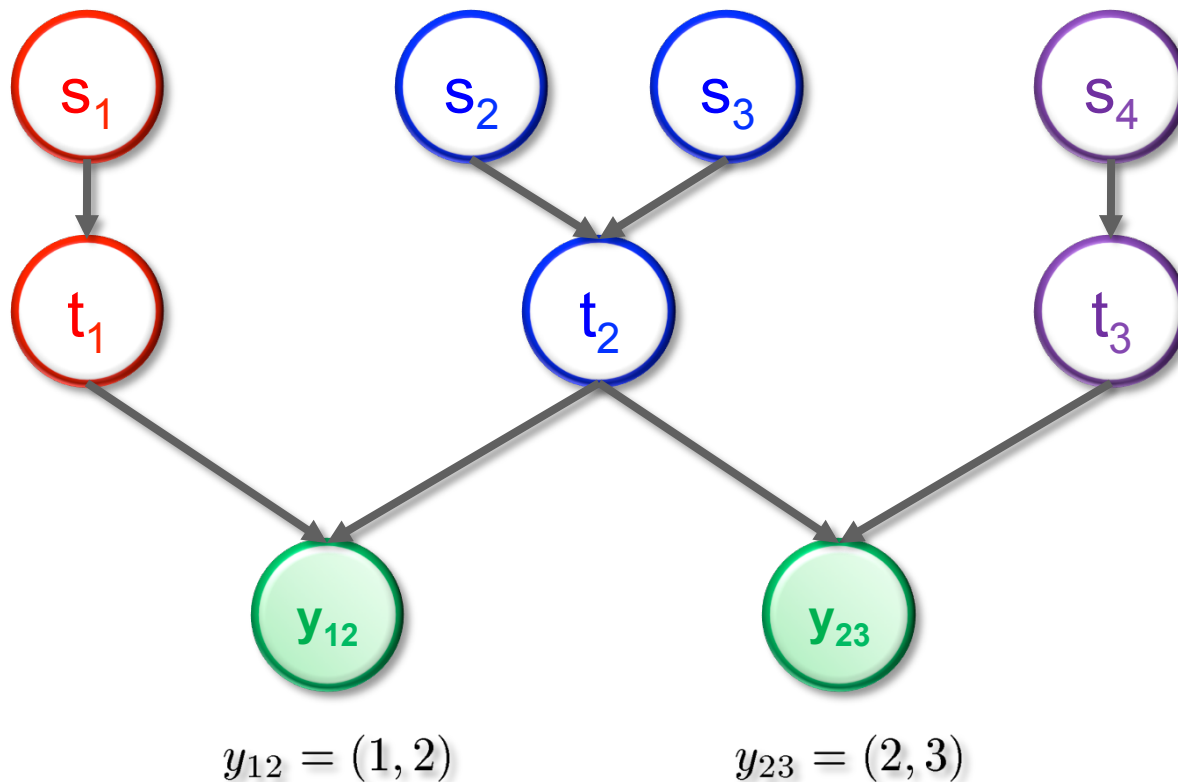 s₁ s₂ s₃ s₄
t₁ t₂ t₃
y₁₂ y₂₃
y₁₂ = (1, 2) y₂₃ = (2, 3)